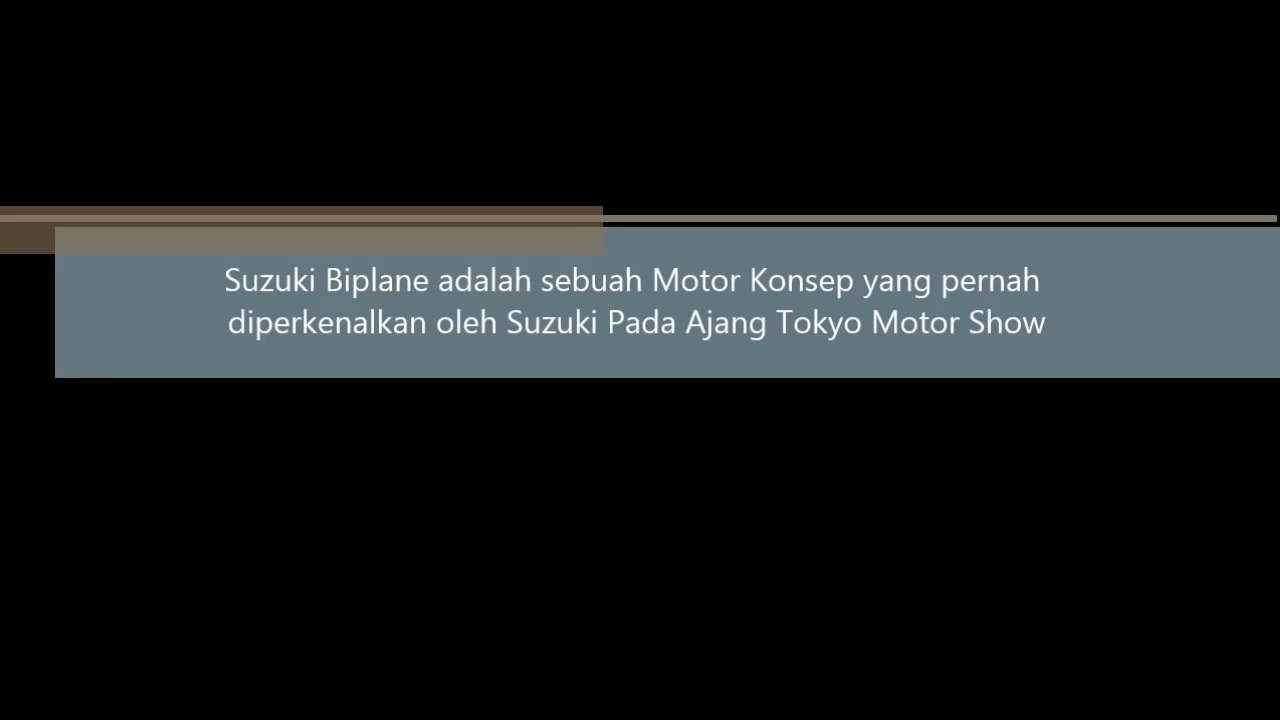 Suzuki Biplane adalah sebuah Motor Konsep yang pernah
diperkenalkan oleh Suzuki Pada Ajang Tokyo Motor Show